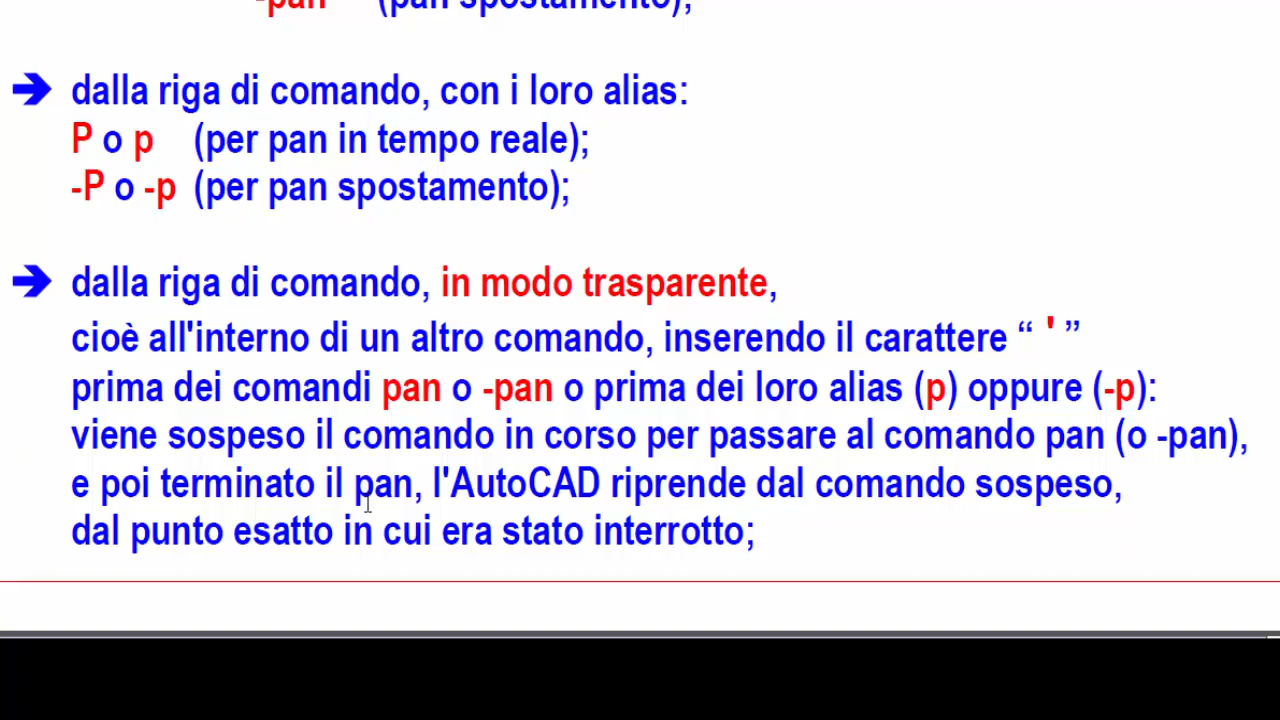 -pan (pan spostamento);
➔ dalla riga di comando, con i loro alias:
P o p (per pan in tempo reale);
-P o -p (per pan spostamento);
➔ dalla riga di comando, in modo trasparente,
cioè all'interno di un altro comando, inserendo il carattere “ ' ”
prima dei comandi pan o -pan o prima dei loro alias (p) oppure (-p):
viene sospeso il comando in corso per passare al comando pan (o -pan),
e poi terminato il pan, l'AutoCAD riprende dal comando sospeso,
dal punto esatto in cui era stato interrotto;